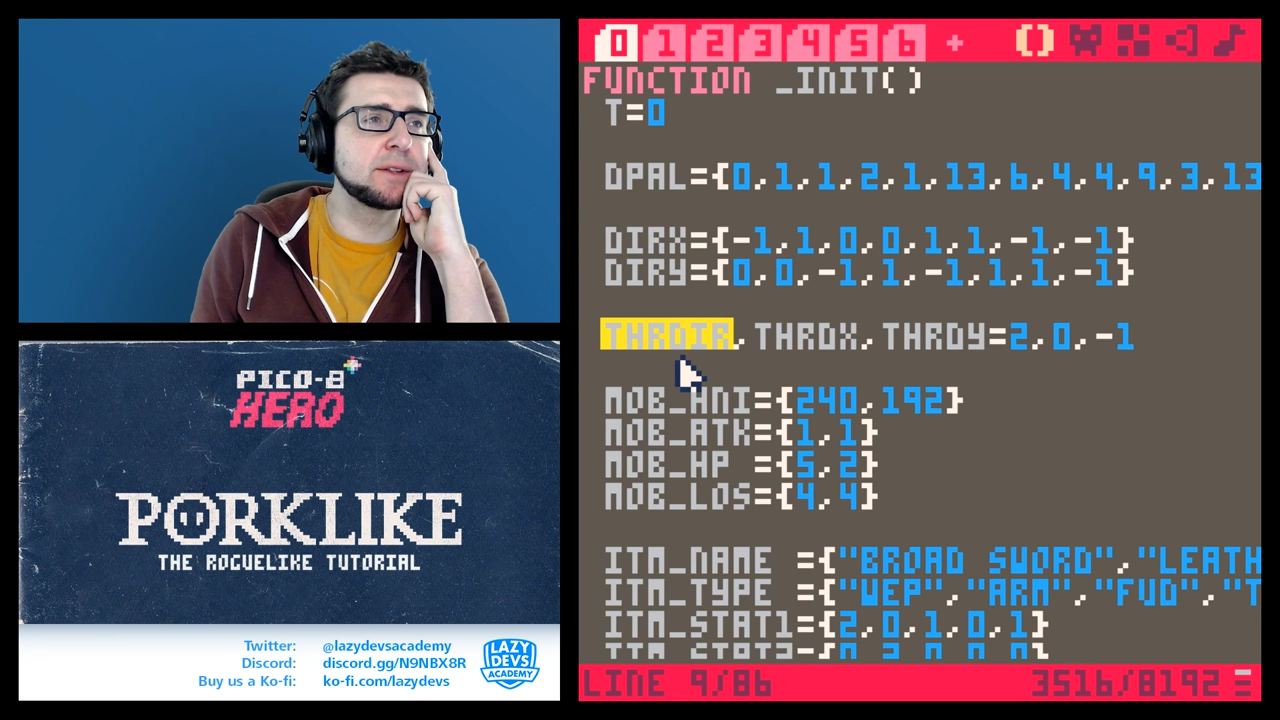 0 1 2 3 4 5 6 +
FUNCTION _INIT()
T=0
DPAL={0,1,1,2,1,13,6,4,4,9,3,13
DIRX={-1,1,0,0,1,1,-1,-1}
DIRY={0,0,-1,1,-1,1,1,-1}
THRDIR,THRDX,THRDY=2,0,-1
MOB_ANI={240,192}
MOB_ATK={1,1}
MOB_HP ={5,2}
MOB_LOS={4,4}
ITM_NAME ={"BROAD SWORD","LEATH
ITM_TYPE ={"WEP","ARM","FUD","T
ITM_STAT1={2,0,1,0,1}
LINE 9/86 3516/8192
PICO-8
HERO
PORKLIKE
THE ROGUELIKE TUTORIAL
Twitter: @lazydevsacademy
Discord: discord.gg/N9NBX8R
Buy us a Ko-fi: ko-fi.com/lazydevs
LAZY
DEVS
ACADEMY